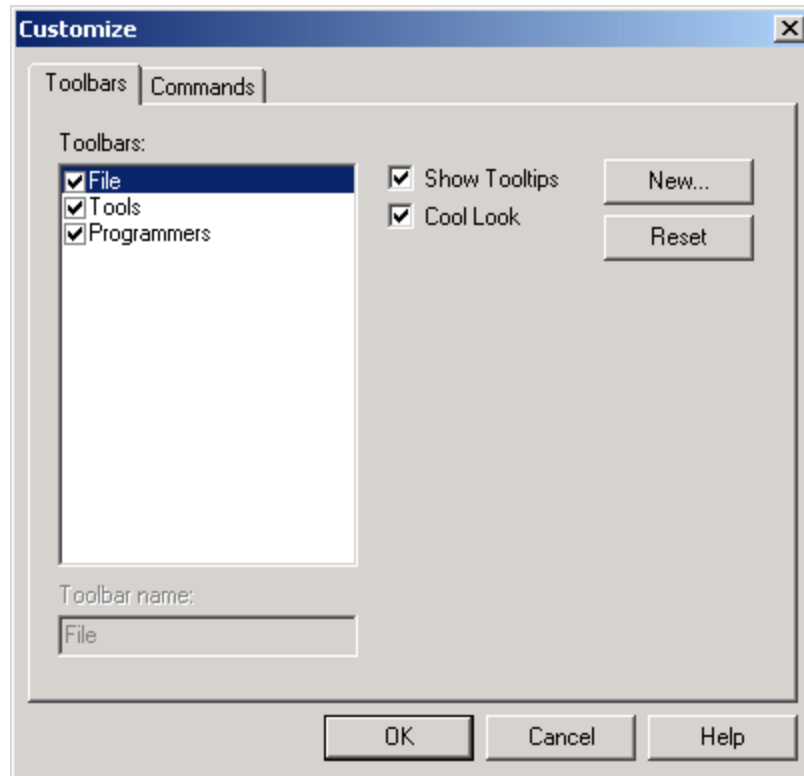 Customize
Toolbars Commands
Toolbars:
File
Tools
Programmers
Show Tooltips
Cool Look
New...
Reset
Toolbar name:
File
OK Cancel Help